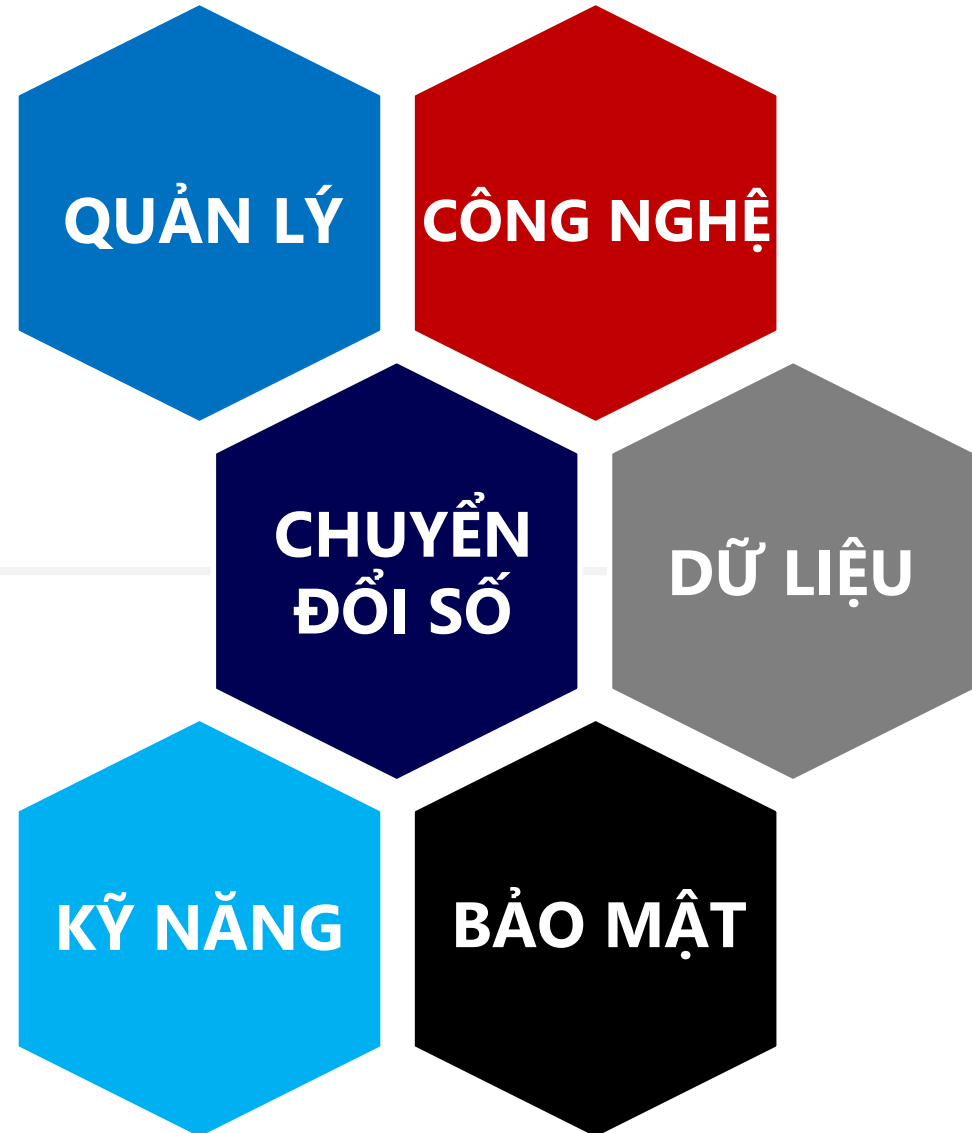 QUẢN LÝ
CÔNG NGHỆ
CHUYỂN
ĐỔI SỐ
DỮ LIỆU
KỸ NĂNG
BẢO MẬT